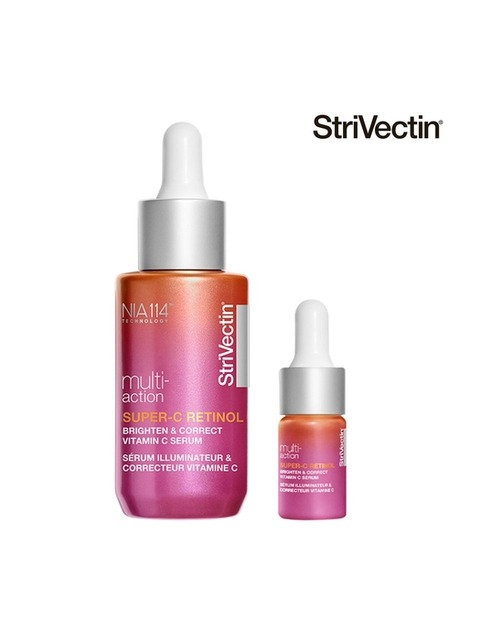 StriVectin®
NIA114™
TECHNOLOGY
StriVectin®
multi-
action
SUPER-C RETINOL
BRIGHTEN & CORRECT
VITAMIN C SERUM
SÉRUM ILLUMINATEUR &
CORRECTEUR VITAMINE C
StriVectin®
multi-
action
SUPER-C RETINOL
BRIGHTEN & CORRECT
VITAMIN C SERUM
SÉRUM ILLUMINATEUR &
CORRECTEUR VITAMINE C